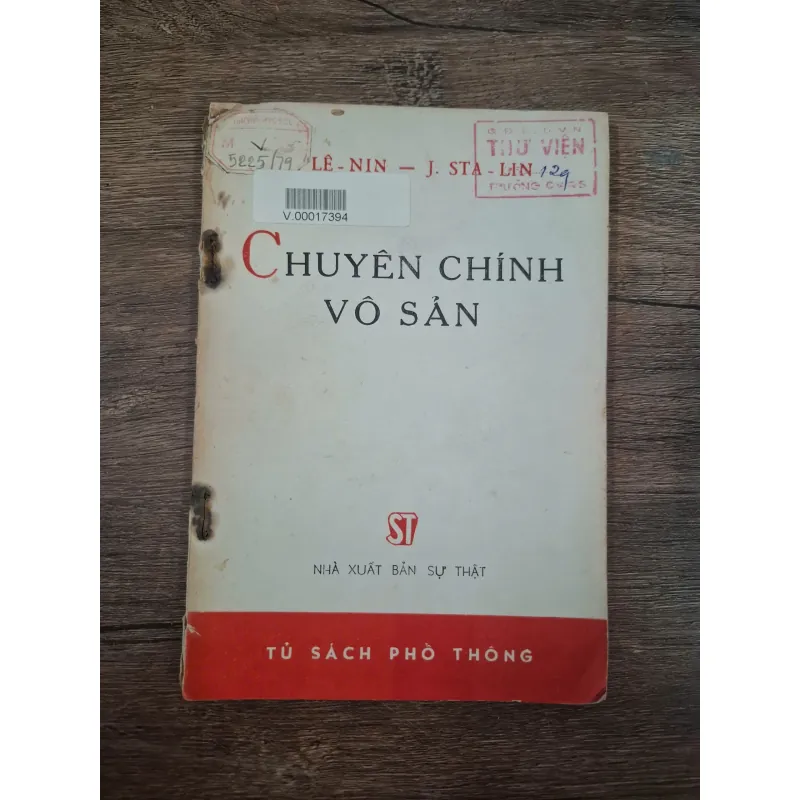 5225/79
LÊ-NIN — J. STA-LIN
129
THƯ VIỆN
V.00017394
CHUYÊN CHÍNH
VÔ SẢN
ST
NHÀ XUẤT BẢN SỰ THẬT
TỦ SÁCH PHỔ THÔNG